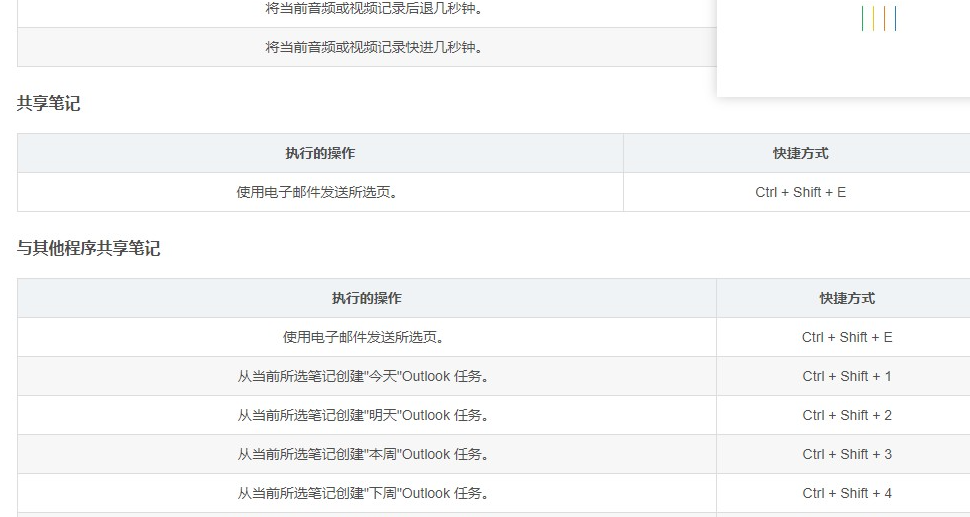 将当前音频或视频记录后退几秒钟。
将当前音频或视频记录快进几秒钟。
共享笔记
执行的操作 快捷方式
使用电子邮件发送所选页。 Ctrl + Shift + E
与其他程序共享笔记
执行的操作 快捷方式
使用电子邮件发送所选页。 Ctrl + Shift + E
从当前所选笔记创建"今天"Outlook 任务。 Ctrl + Shift + 1
从当前所选笔记创建"明天"Outlook 任务。 Ctrl + Shift + 2
从当前所选笔记创建"本周"Outlook 任务。 Ctrl + Shift + 3
从当前所选笔记创建"下周"Outlook 任务。 Ctrl + Shift + 4